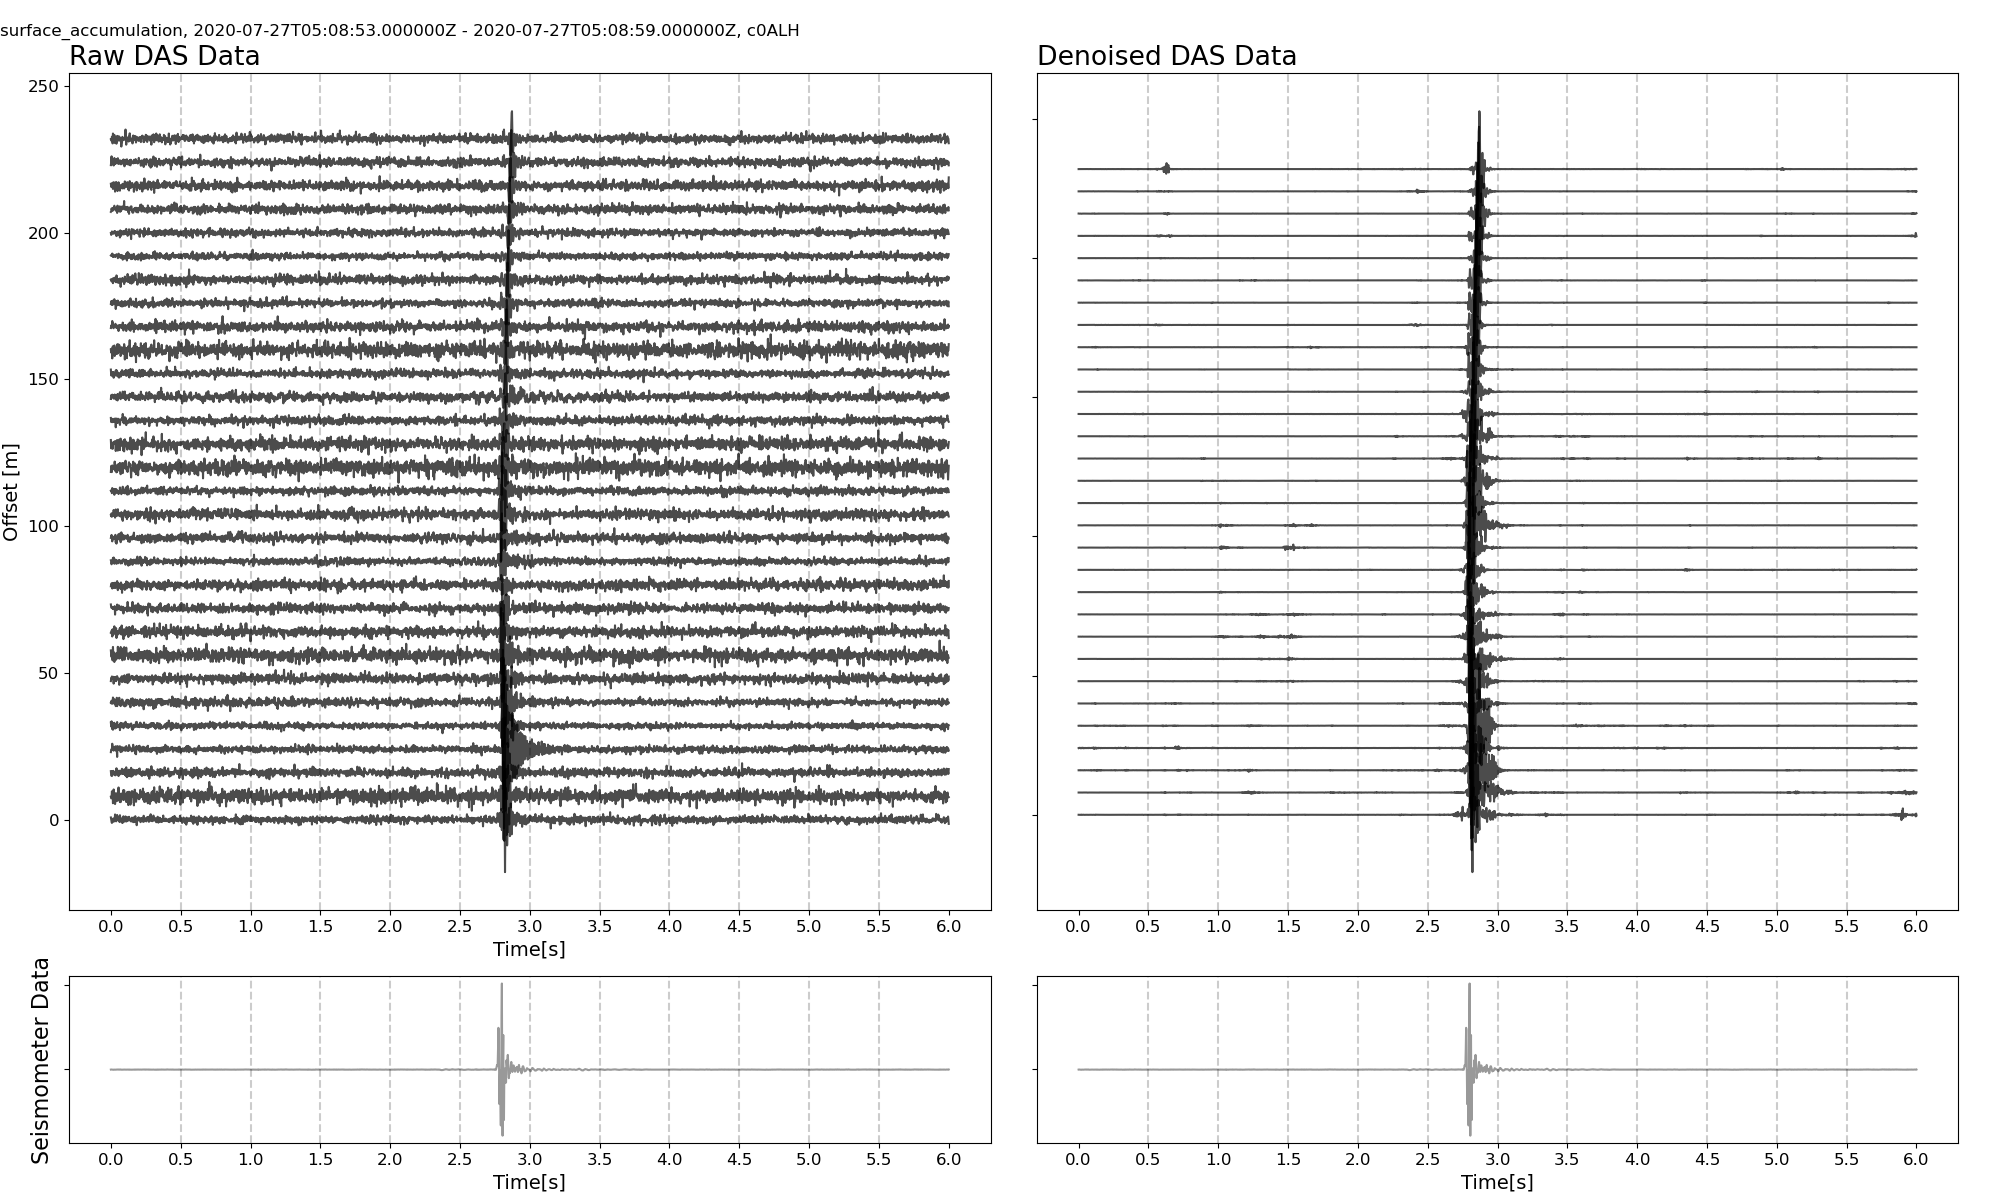 surface_accumulation, 2020-07-27T05:08:53.000000Z - 2020-07-27T05:08:59.000000Z, c0ALH
Raw DAS Data
Denoised DAS Data
250
200
150
100
50
0
Offset [m]
0.0 0.5 1.0 1.5 2.0 2.5 3.0 3.5 4.0 4.5 5.0 5.5 6.0
Time[s]
0.0 0.5 1.0 1.5 2.0 2.5 3.0 3.5 4.0 4.5 5.0 5.5 6.0
Seismometer Data
0.0 0.5 1.0 1.5 2.0 2.5 3.0 3.5 4.0 4.5 5.0 5.5 6.0
Time[s]
0.0 0.5 1.0 1.5 2.0 2.5 3.0 3.5 4.0 4.5 5.0 5.5 6.0
Time[s]